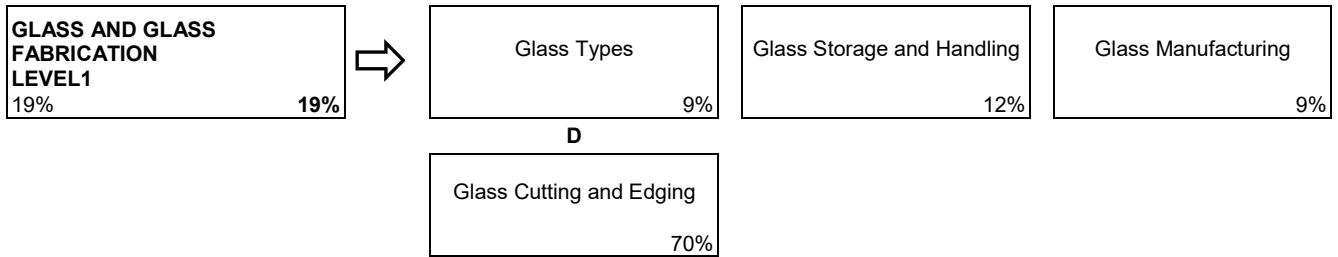 GLASS AND GLASS
FABRICATION
LEVEL1
19% 19%
Glass Types
9%
Glass Storage and Handling
12%
Glass Manufacturing
9%
D
Glass Cutting and Edging
70%